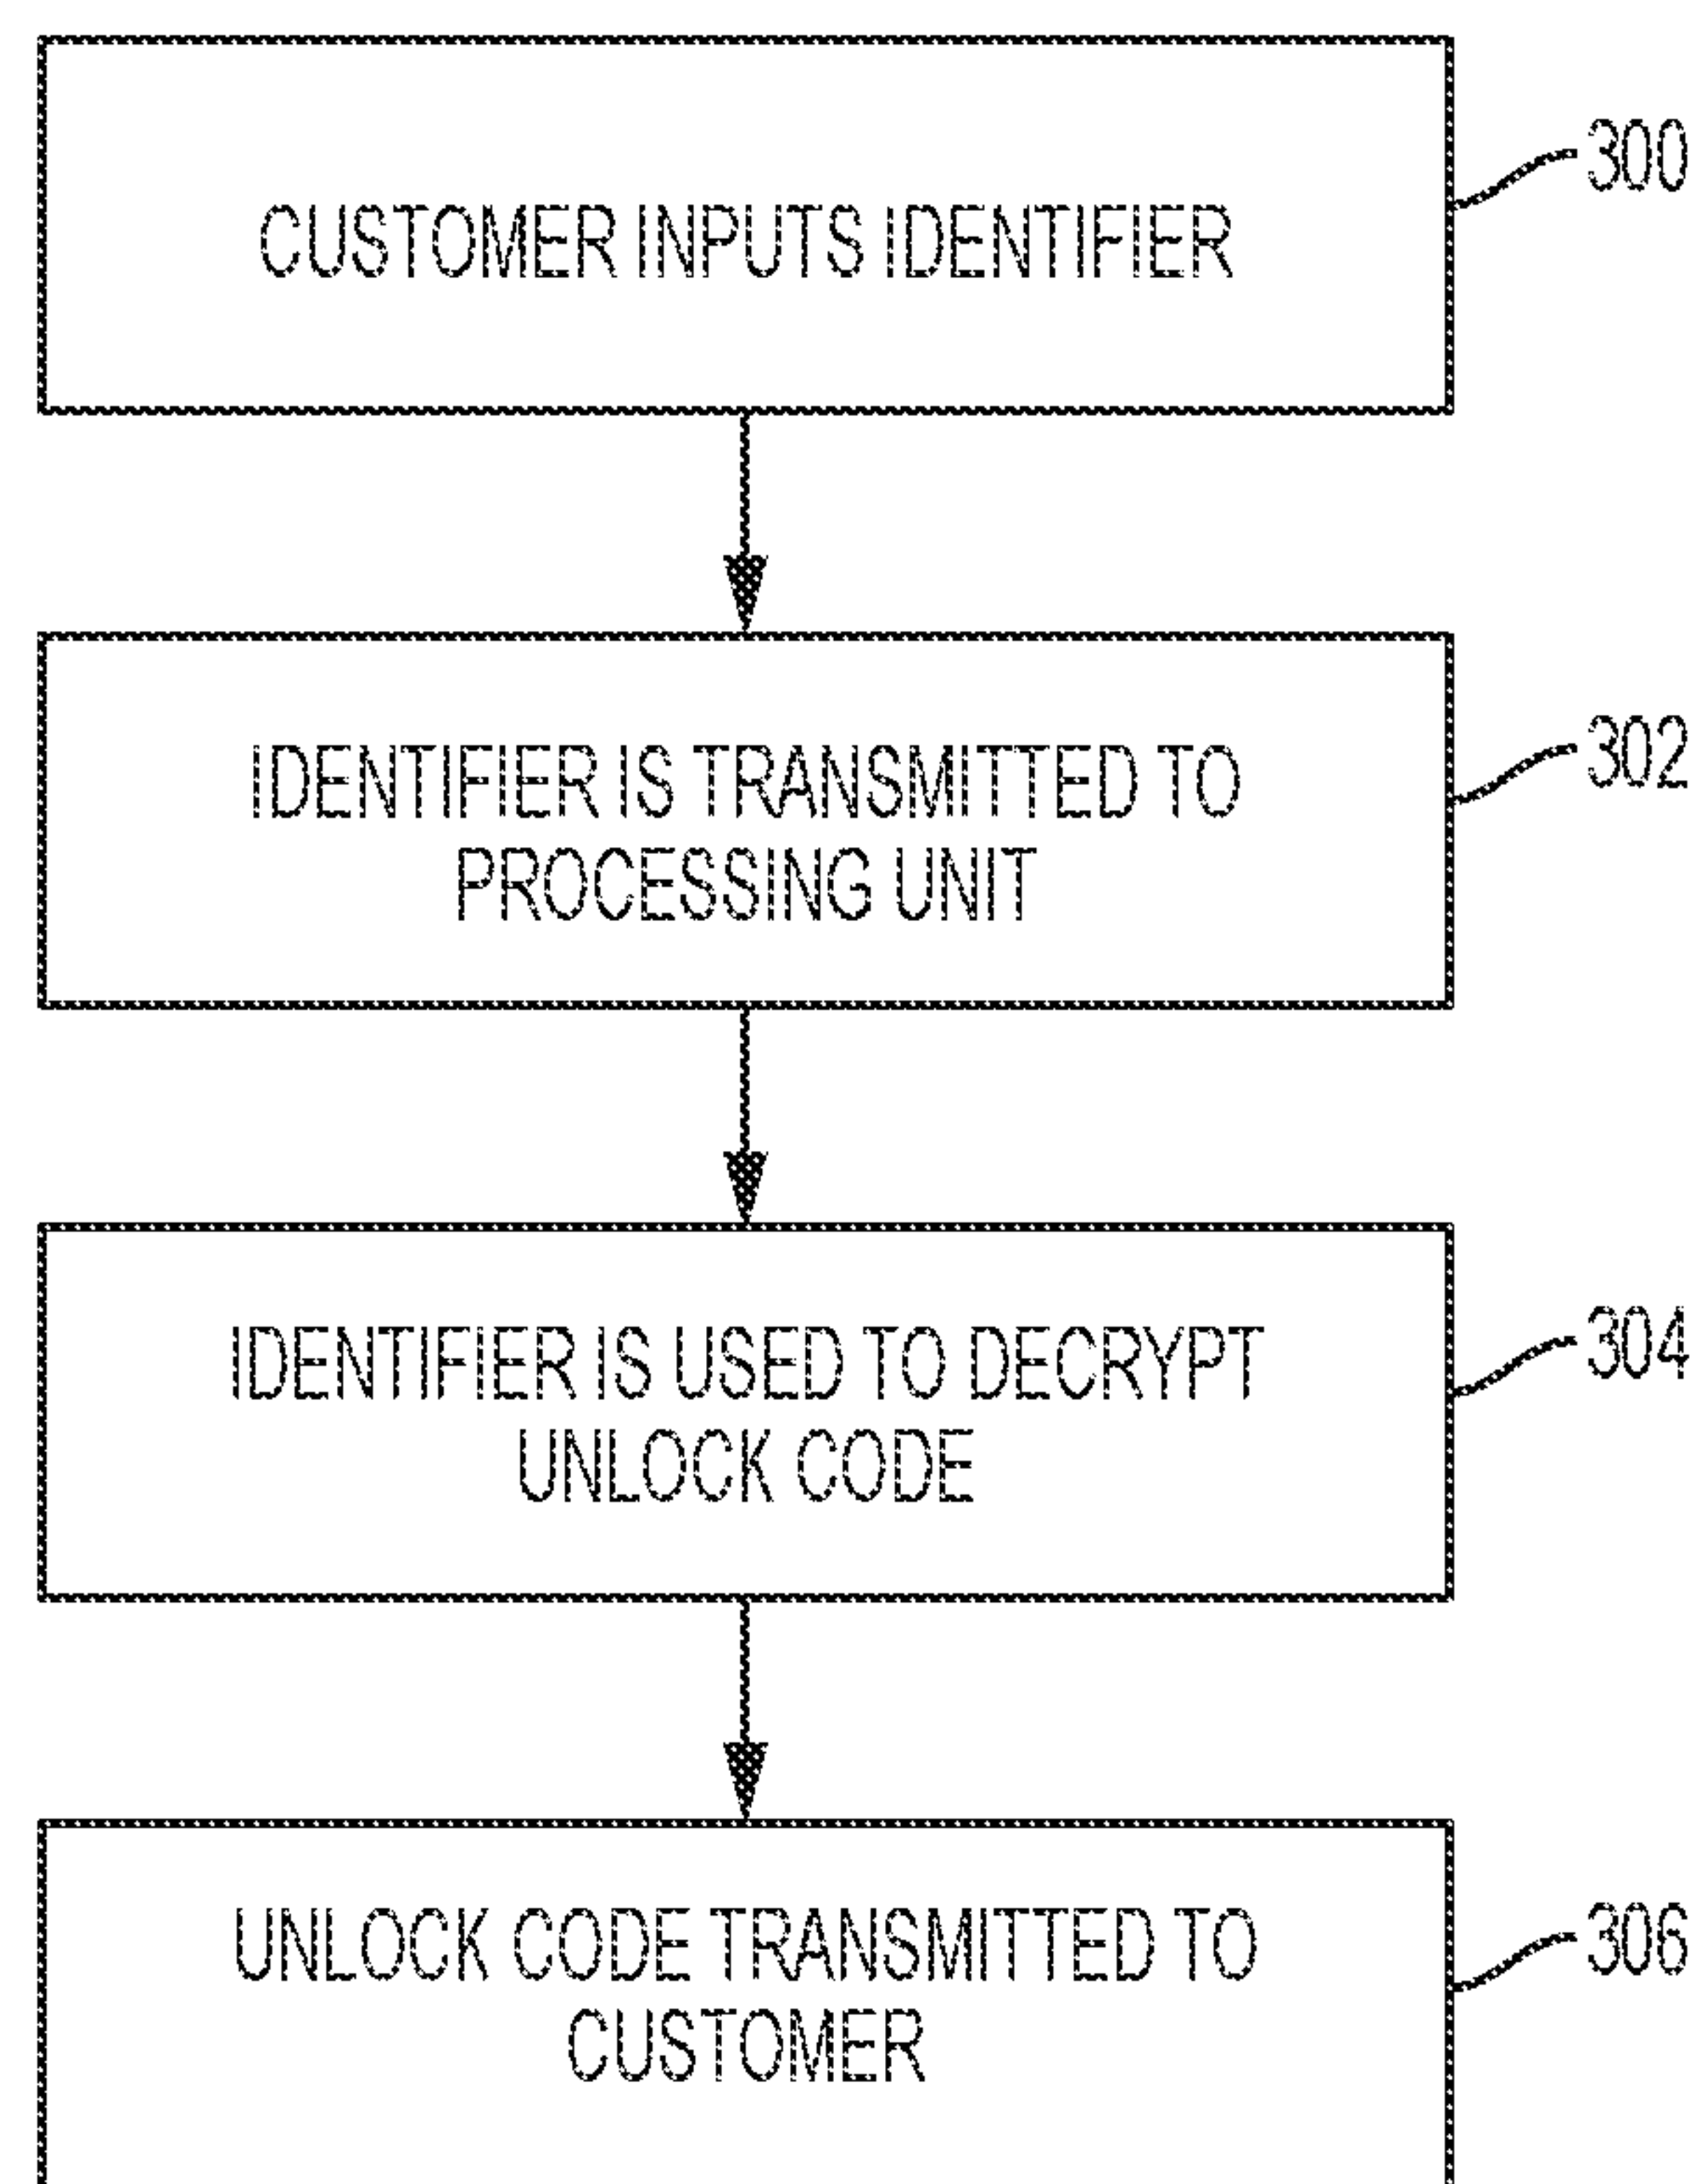 CUSTOMER INPUTS IDENTIFIER
300
IDENTIFIER IS TRANSMITTED TO
PROCESSING UNIT
302
IDENTIFIER IS USED TO DECRYPT
UNLOCK CODE
304
UNLOCK CODE TRANSMITTED TO
CUSTOMER
306